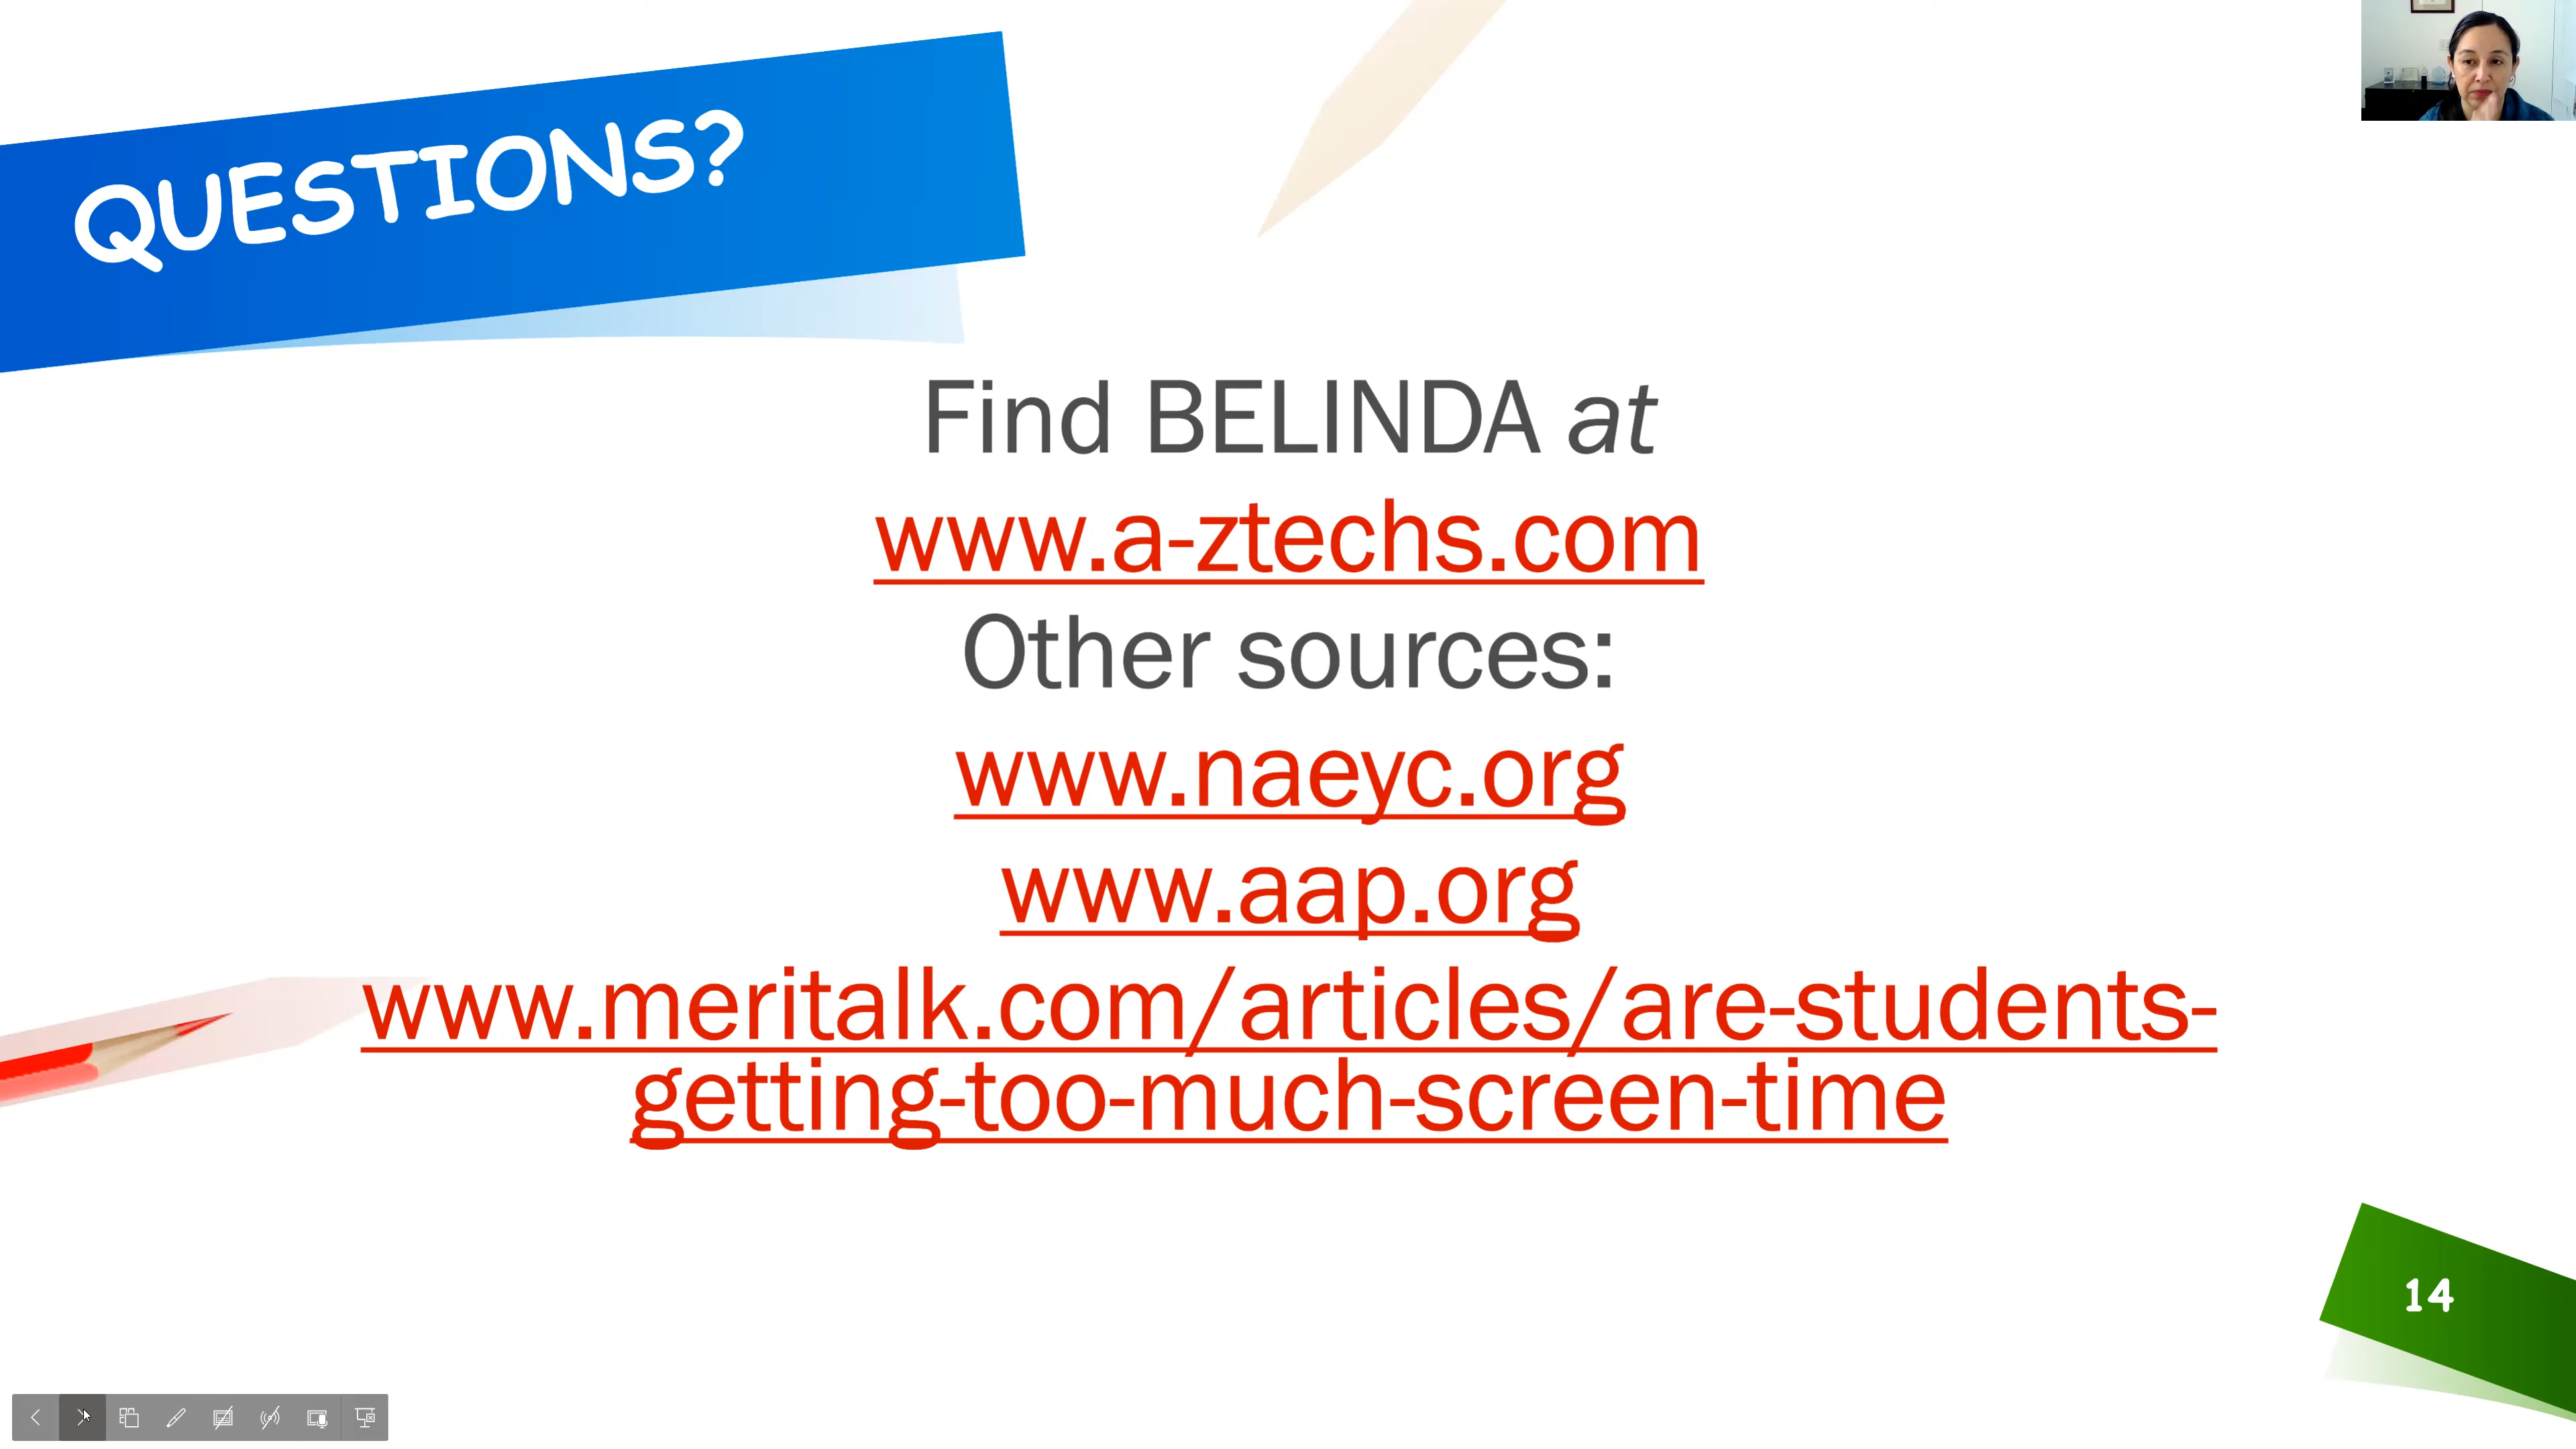 QUESTIONS?
Find BELINDA at
www.a-ztechs.com
Other sources:
www.naeyc.org
www.aap.org
www.meritalk.com/articles/are-students-
getting-too-much-screen-time
14